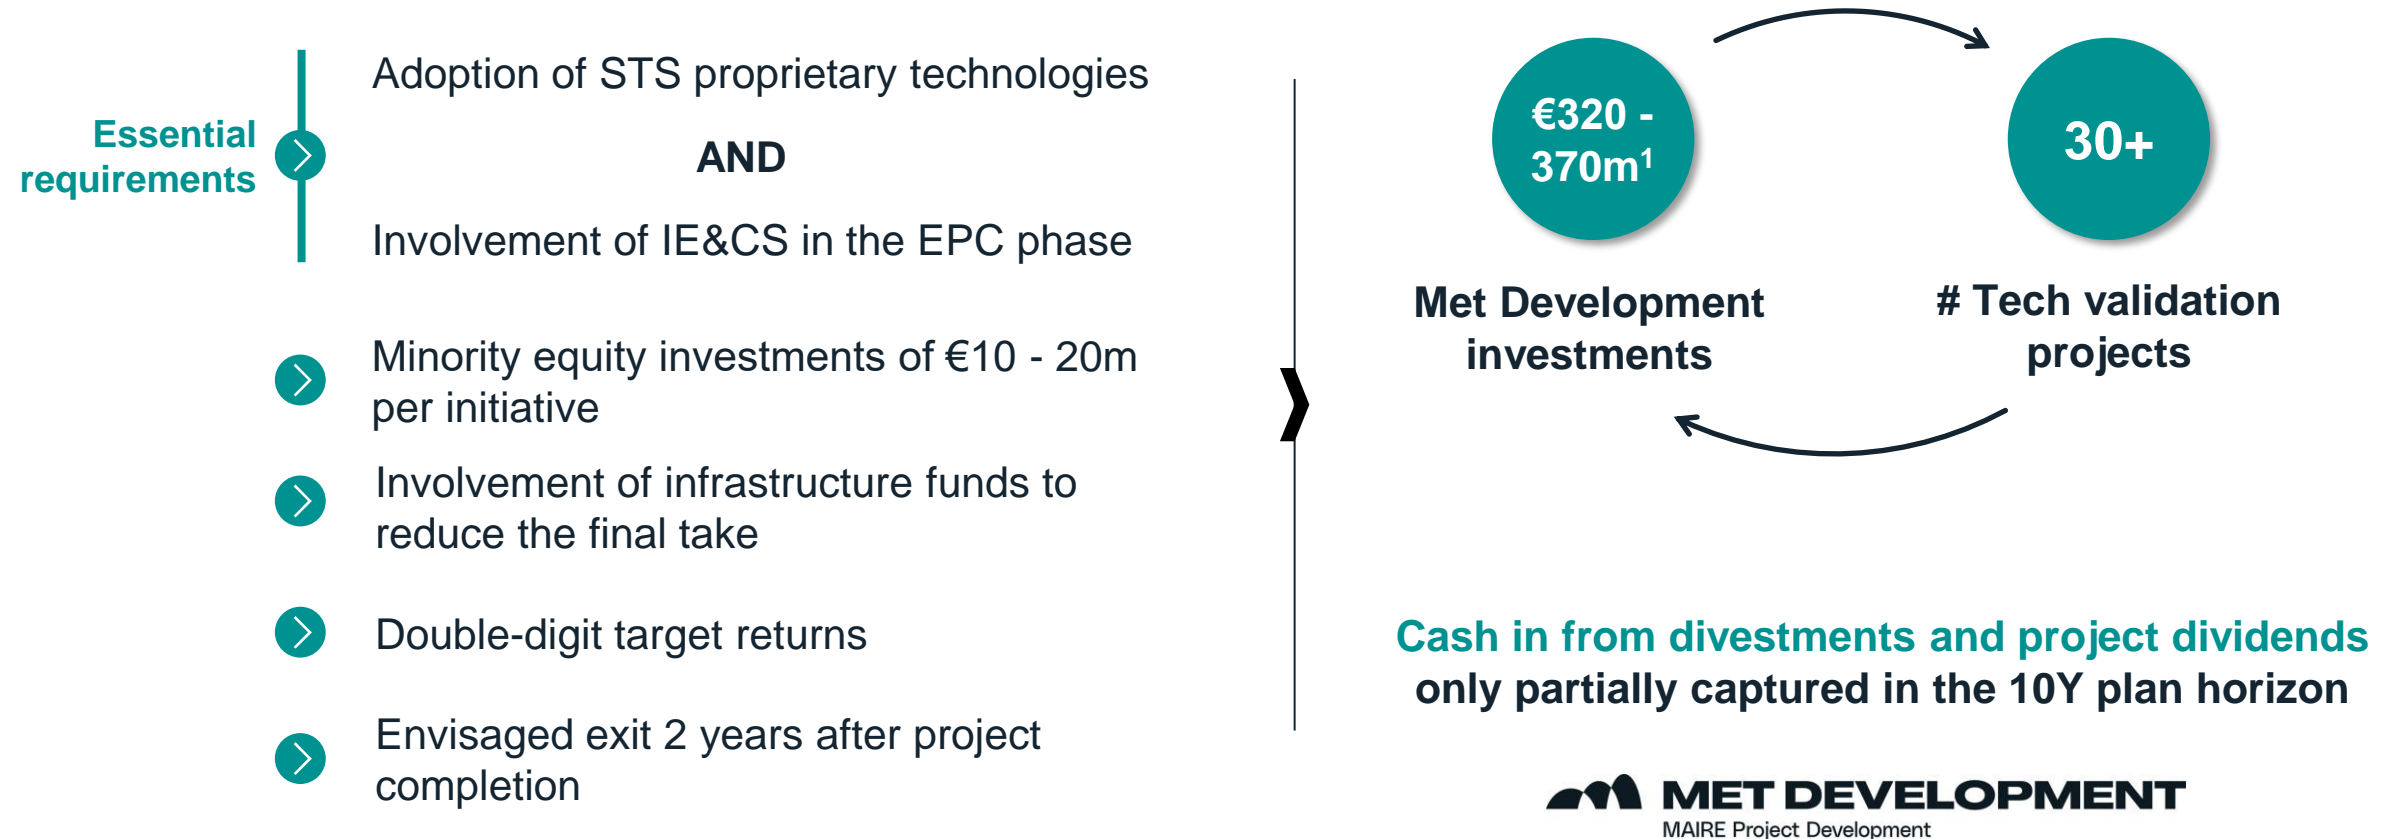 Essential
requirements
Adoption of STS proprietary technologies
AND
Involvement of IE&CS in the EPC phase
Minority equity investments of €10 - 20m
per initiative
Involvement of infrastructure funds to
reduce the final take
Double-digit target returns
Envisaged exit 2 years after project
completion
€320 -
370m¹
Met Development
investments
30+
# Tech validation
projects
Cash in from divestments and project dividends
only partially captured in the 10Y plan horizon
MET DEVELOPMENT
MAIRE Project Development